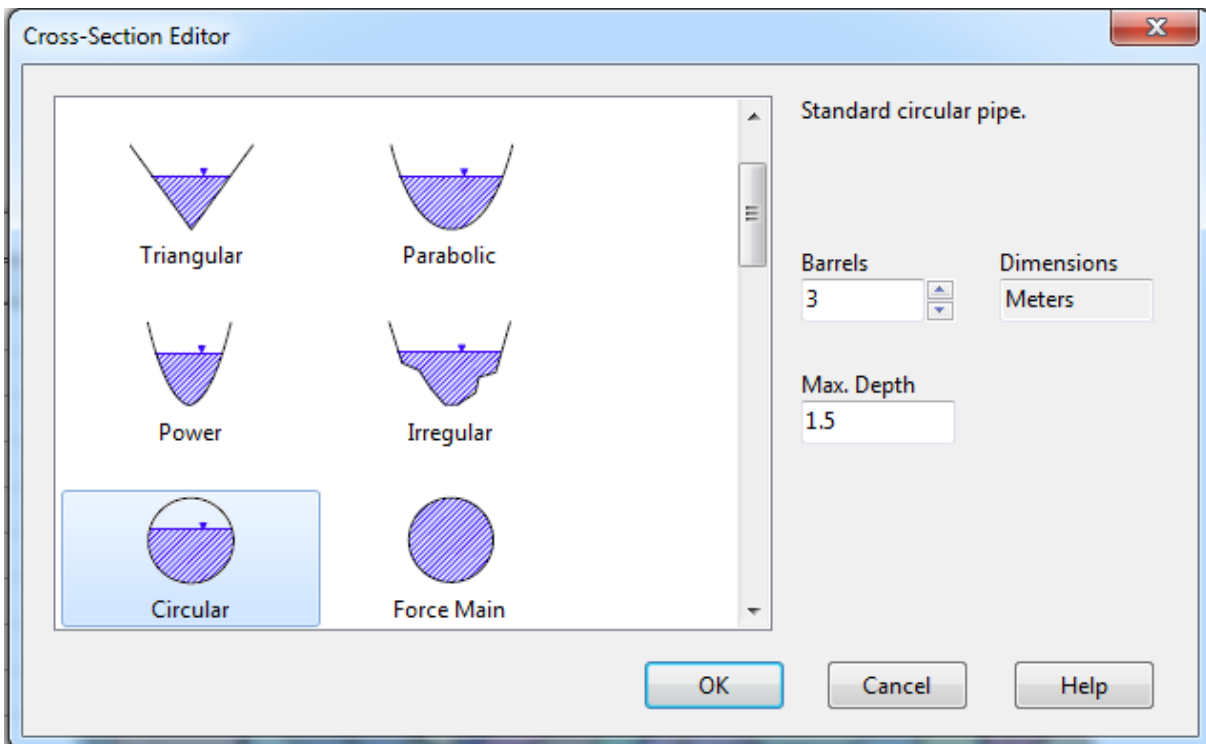 Cross-Section Editor
Triangular
Parabolic
Power
Irregular
Circular
Force Main
Standard circular pipe.
Barrels
Dimensions
3
Meters
Max. Depth
1.5
OK
Cancel
Help